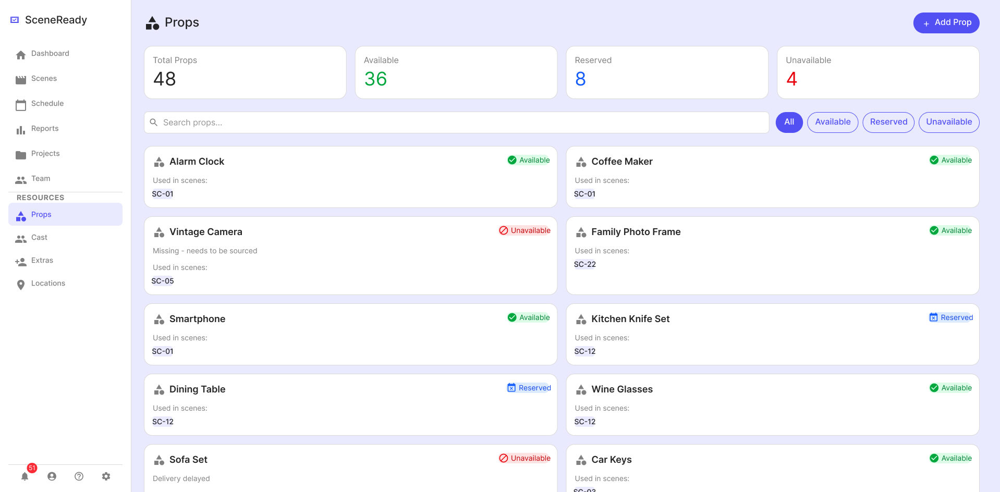 SceneReady
Dashboard
Scenes
Schedule
Reports
Projects
Team
RESOURCES
Props
Cast
Extras
Locations
51
Props
+ Add Prop
Total Props
48
Available
36
Reserved
8
Unavailable
4
Search props...
All
Available
Reserved
Unavailable
Alarm Clock
Available
Used in scenes:
SC-01
Coffee Maker
Available
Used in scenes:
SC-01
Vintage Camera
Unavailable
Missing - needs to be sourced
Used in scenes:
SC-05
Family Photo Frame
Available
Used in scenes:
SC-22
Smartphone
Available
Used in scenes:
SC-01
Kitchen Knife Set
Reserved
Used in scenes:
SC-12
Dining Table
Reserved
Used in scenes:
SC-12
Wine Glasses
Available
Used in scenes:
SC-12
Sofa Set
Unavailable
Delivery delayed
Car Keys
Available
Used in scenes:
SC-03